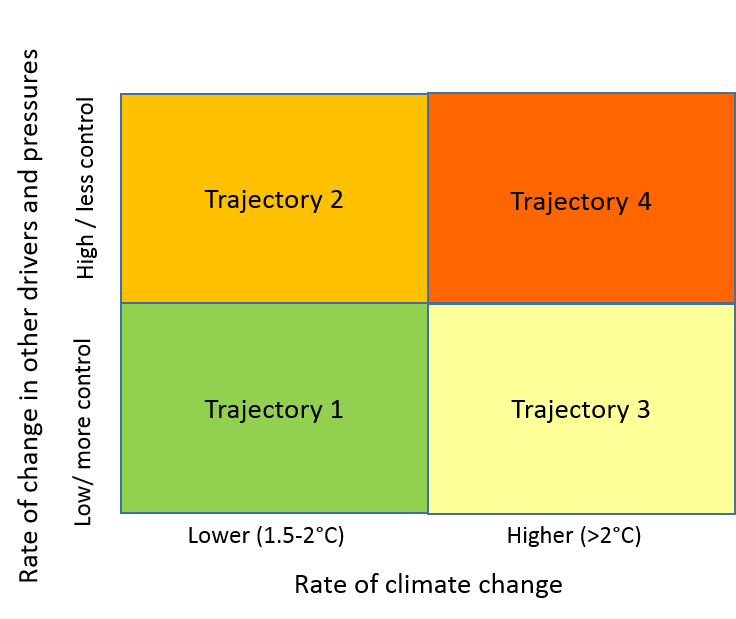 Rate of change in other drivers and pressures
High / less control
Low/ more control
Trajectory 2
Trajectory 4
Trajectory 1
Trajectory 3
Lower (1.5-2°C)
Higher (>2°C)
Rate of climate change